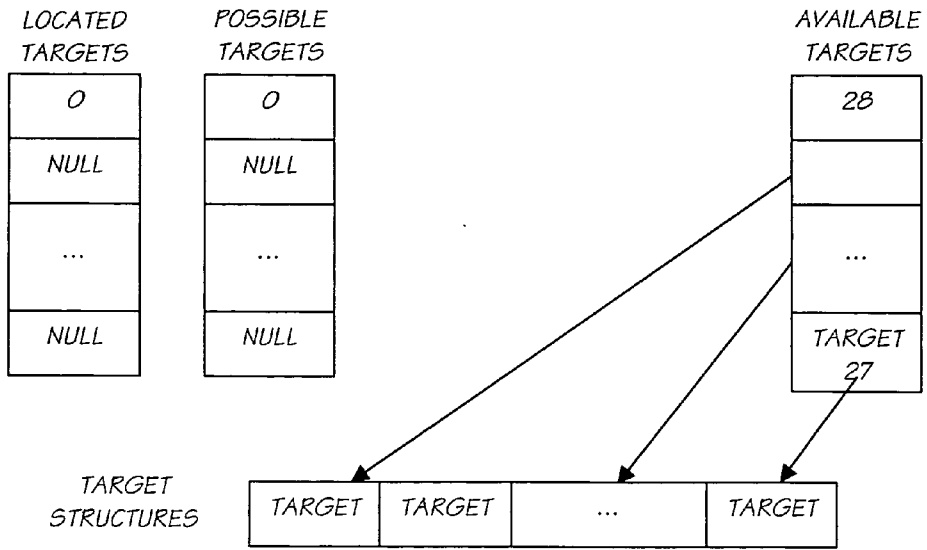 LOCATED
TARGETS
0
NULL
...
NULL
POSSIBLE
TARGETS
0
NULL
...
NULL
AVAILABLE
TARGETS
28
...
TARGET
27
TARGET
STRUCTURES
TARGET
TARGET
...
TARGET